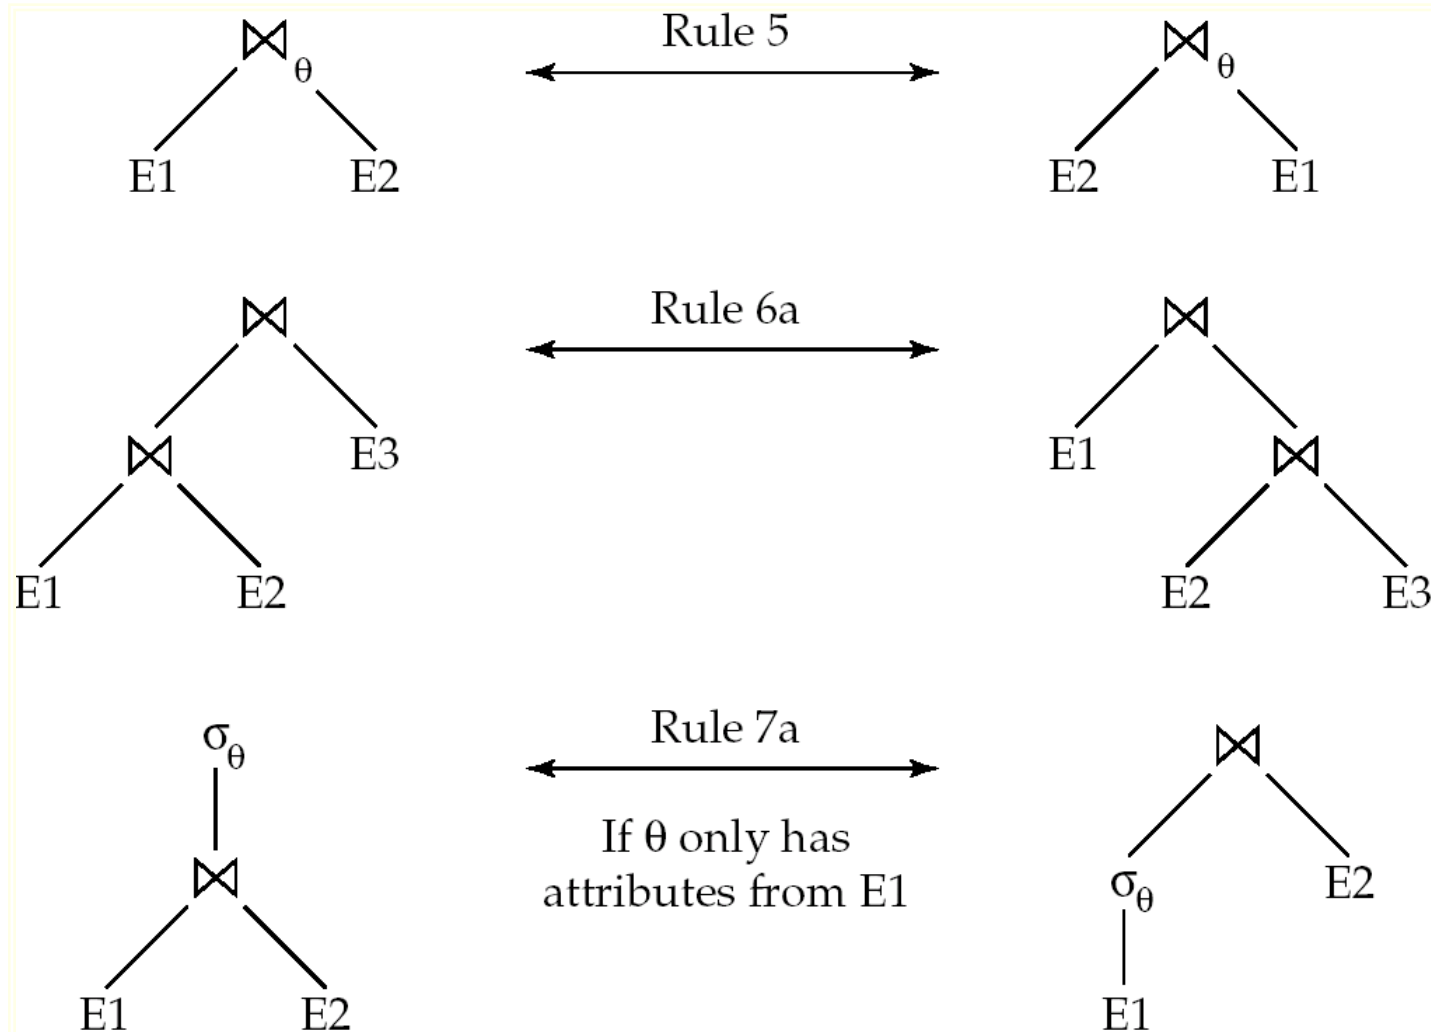 Rule 5
⋈θ
⋈θ
E1 E2
E2 E1
Rule 6a
⋈
⋈
⋈ E3
E1 ⋈
E1 E2
E2 E3
Rule 7a
σθ
⋈
If θ only has
attributes from E1
⋈
σθ E2
E1 E2
E1